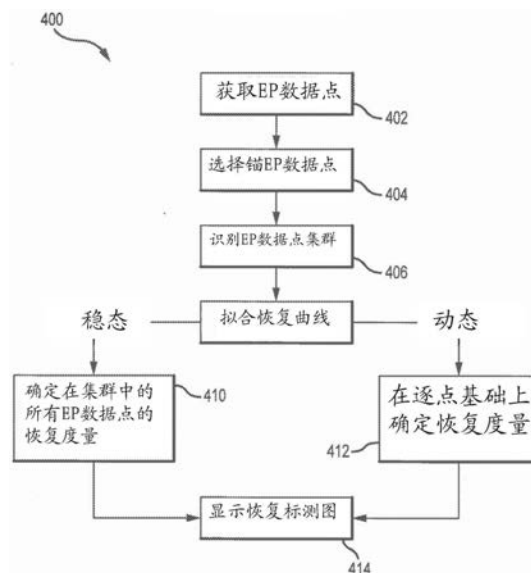 400
获取EP数据点
402
选择锚EP数据点
404
识别EP数据点集群
406
稳态
拟合恢复曲线
动态
确定在集群中的
所有EP数据点的
恢复度量
410
在逐点基础上
确定恢复度量
412
显示恢复标测图
414